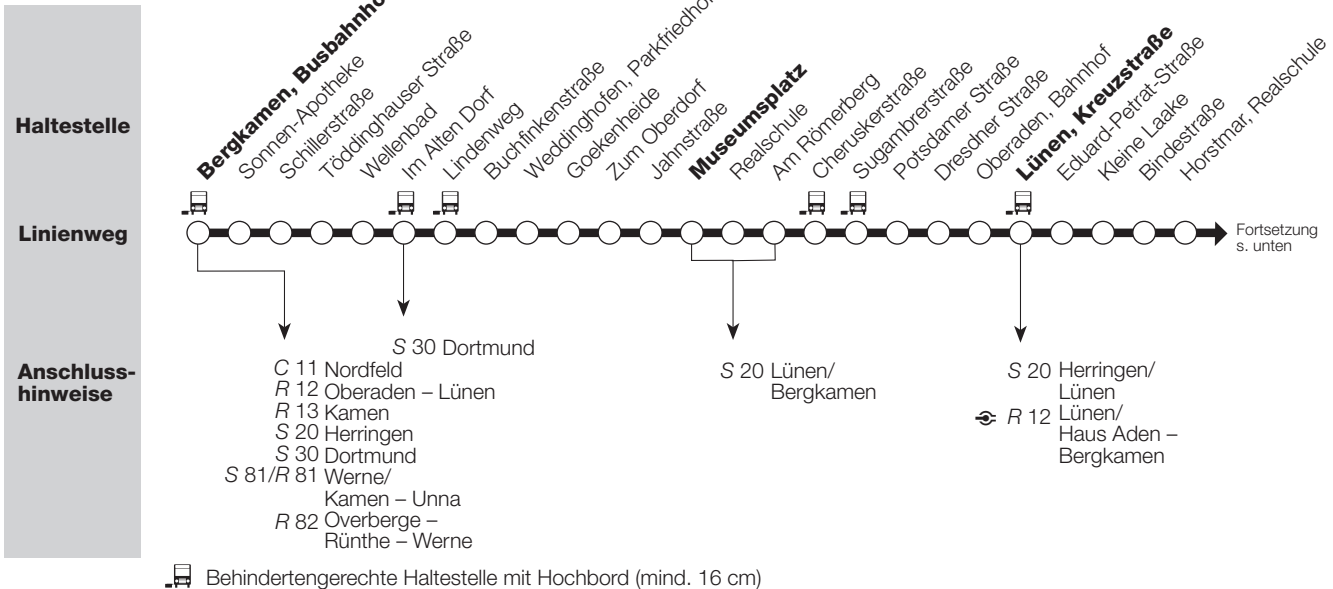 Haltestelle
Bergkamen, Busbahnho
Sonnen-Apotheke
Schillerstraße
Töddinghauser Straße
Wellenbad
Im Alten Dorf
Lindenweg
Buchfinkenstraße
Weddinghofen, Parkfriedhof
Goekenheide
Zum Oberdorf
Jahnstraße
Museumsplatz
Realschule
Am Römerberg
Cheruskerstraße
Sugambrerstraße
Potsdamer Straße
Dresdner Straße
Oberaden, Bahnhof
Lünen, Kreuzstraße
Eduard-Petrat-Straße
Kleine Laake
Bindestraße
Horstmar, Realschule
Linienweg
Fortsetzung
s. unten
Anschluss-
hinweise
C 11 Nordfeld
R 12 Oberaden – Lünen
R 13 Kamen
S 20 Herringen
S 30 Dortmund
S 81/R 81 Werne/
Kamen – Unna
R 82 Overberge –
Rünthe – Werne
S 30 Dortmund
S 20 Lünen/
Bergkamen
S 20 Herringen/
Lünen
R 12 Lünen/
Haus Aden –
Bergkamen
Behindertengerechte Haltestelle mit Hochbord (mind. 16 cm)